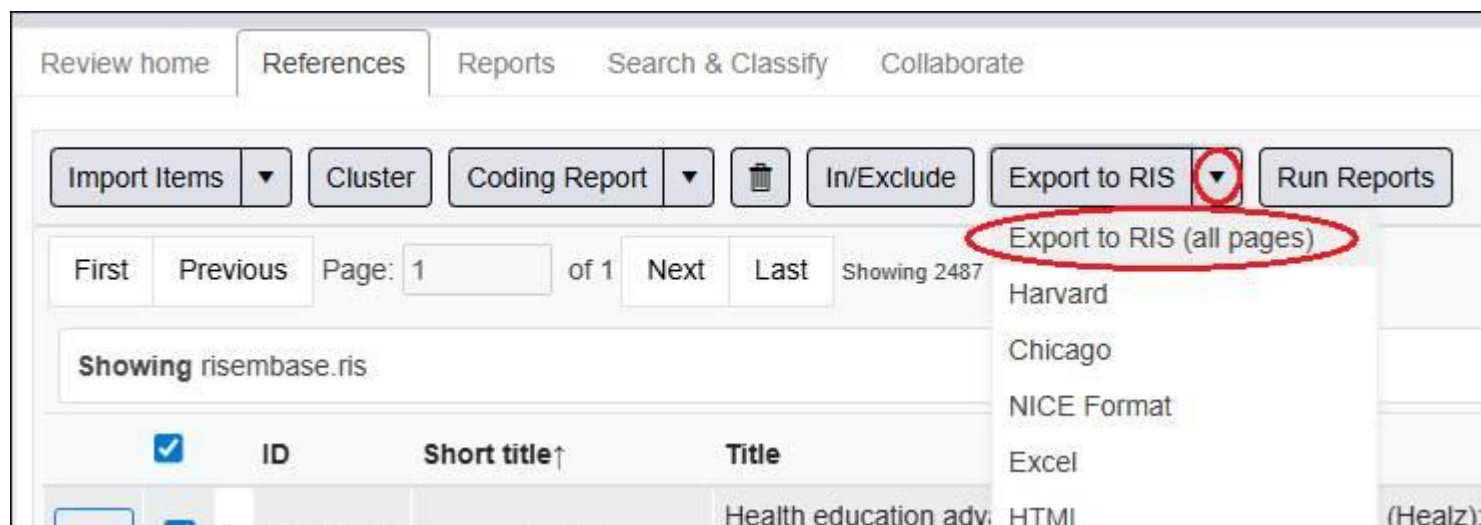 Review home References Reports Search & Classify Collaborate
Import Items Cluster Coding Report In/Exclude Export to RIS Run Reports
Export to RIS (all pages)
First Previous Page: 1 of 1 Next Last Showing 2487
Harvard
Chicago
Showing risembase.ris
NICE Format
ID Short title↑ Title
Excel
Health education adv
HTML
(Healz)